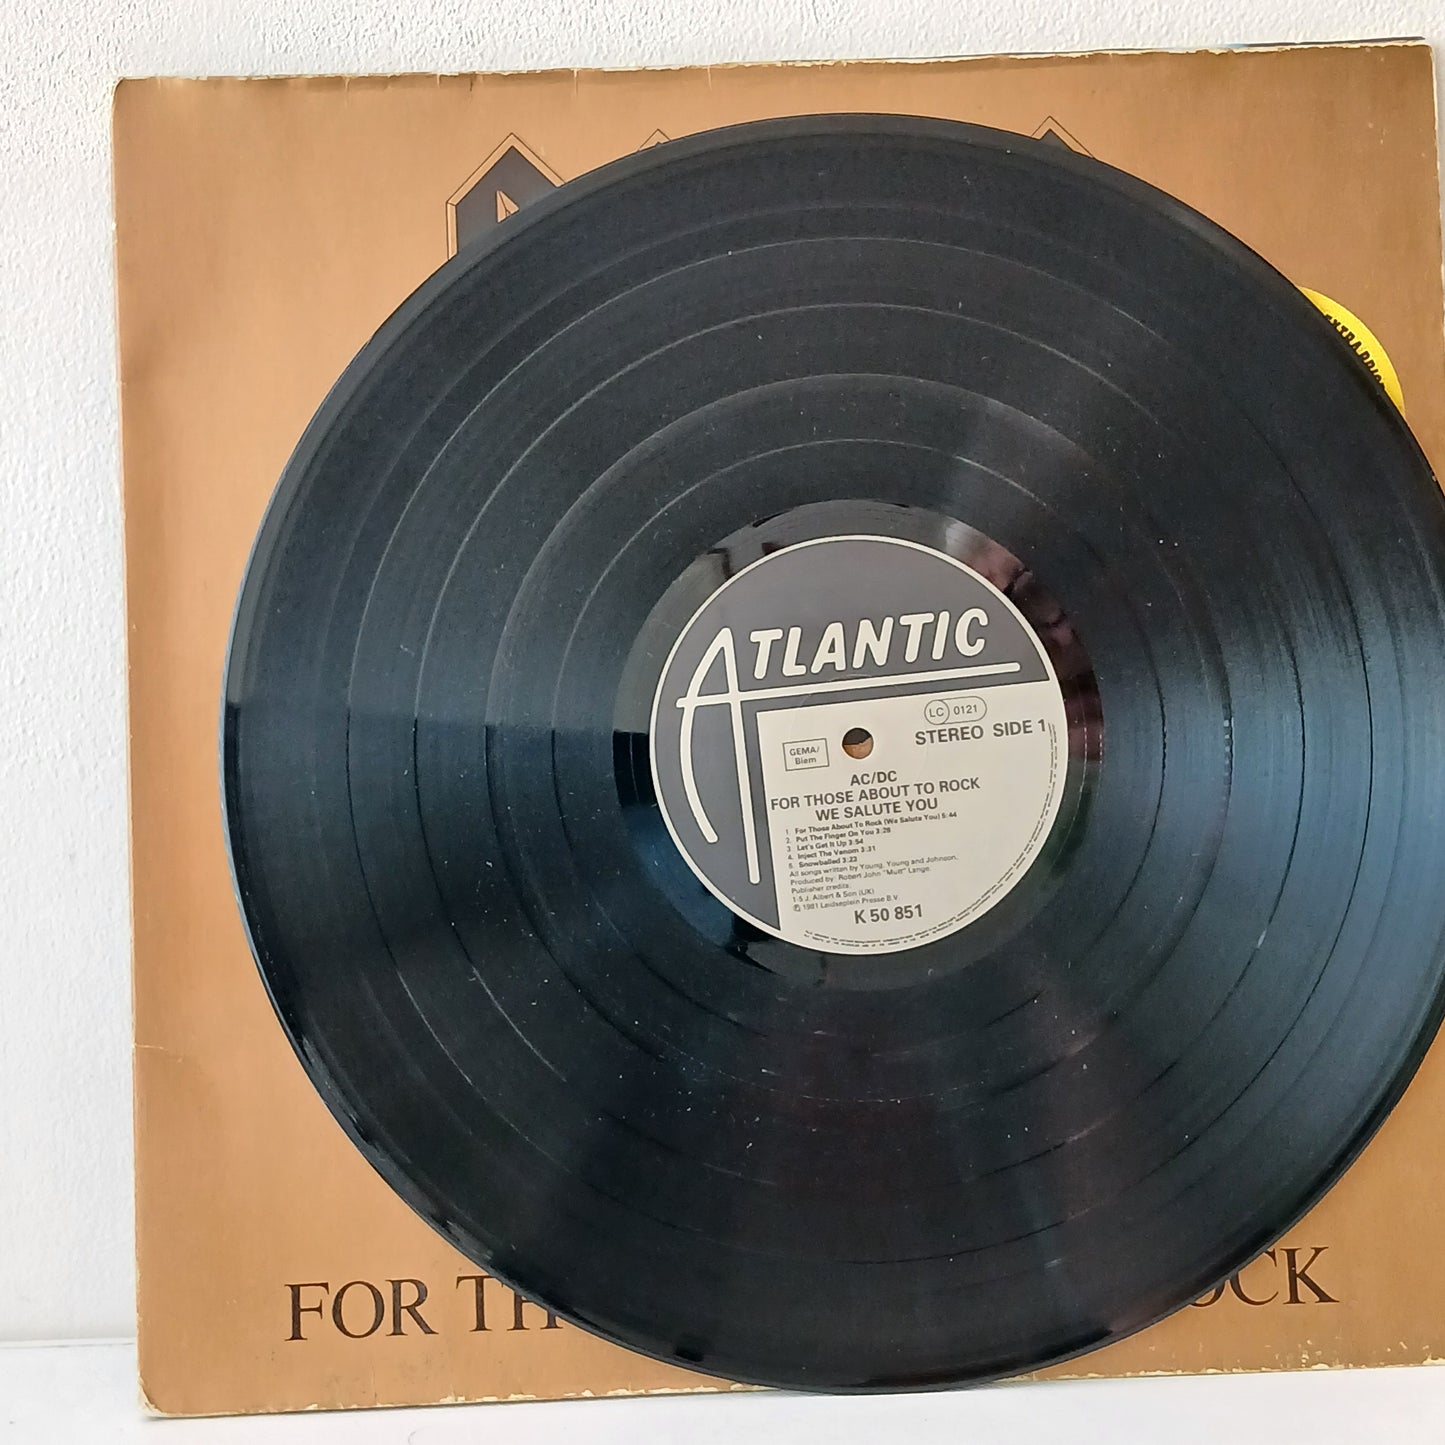 EXTRA
ATLANTIC
LC 0121
STEREO SIDE 1
GEMA/
Biem
AC/DC
FOR THOSE ABOUT TO ROCK
WE SALUTE YOU
1. For Those About To Rock (We Salute You) 5:44
2. Put The Finger On You 3:28
3. Let's Get It Up 3:54
4. Inject The Venom 3:31
5. Snowballed 3:23
All songs written by Young, Young and Johnson.
Produced by: Robert John "Mutt" Lange.
Publisher credits.
1-5 J. Albert & Son (UK)
℗ 1981 Leidseplein Presse B.V
K 50 851
FOR TH OCK